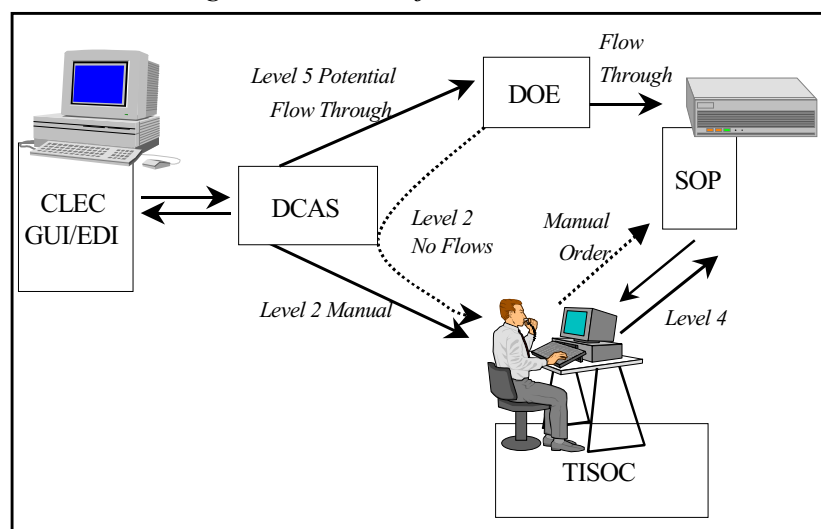 Flow
Through
Level 5 Potential
Flow Through
DOE
SOP
CLEC
GUI/EDI
DCAS
Level 2
No Flows
Manual
Order
Level 2 Manual
Level 4
TISOC